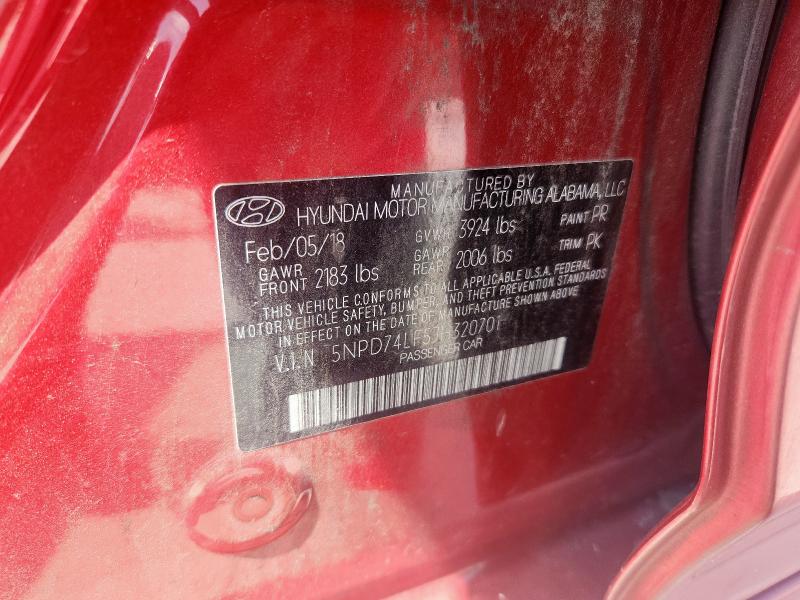 MANUFACTURED BY
HYUNDAI MOTOR MANUFACTURING ALABAMA, LLC
Feb/05/18 GVWR 3924 lbs PAINT PR
GAWR FRONT 2183 lbs GAWR REAR 2006 lbs TRIM PK
THIS VEHICLE CONFORMS TO ALL APPLICABLE U.S.A. FEDERAL
MOTOR VEHICLE SAFETY, BUMPER, AND THEFT PREVENTION STANDARDS
IN EFFECT ON THE DATE OF MANUFACTURE SHOWN ABOVE
V.I.N
PASSENGER CAR